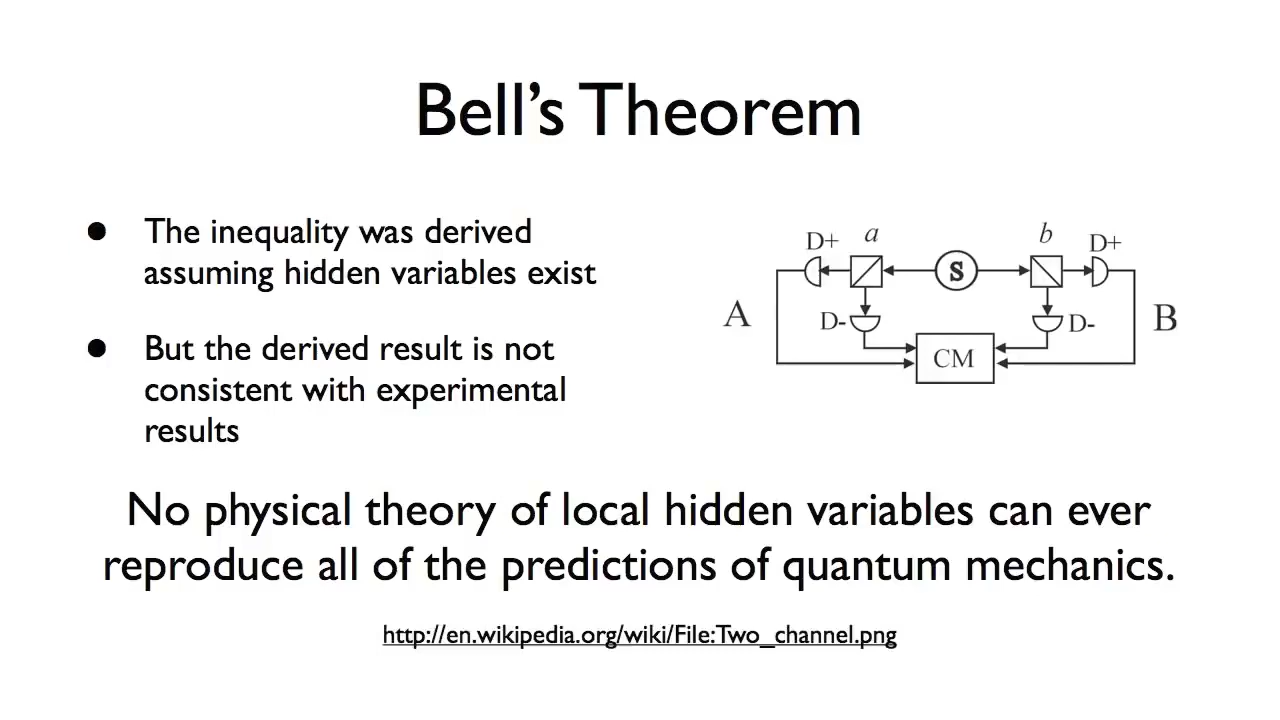 Bell's Theorem
• The inequality was derived
assuming hidden variables exist
• But the derived result is not
consistent with experimental
results
D+ a b D+
S
A D- D- B
CM
No physical theory of local hidden variables can ever
reproduce all of the predictions of quantum mechanics.
http://en.wikipedia.org/wiki/File:Two_channel.png